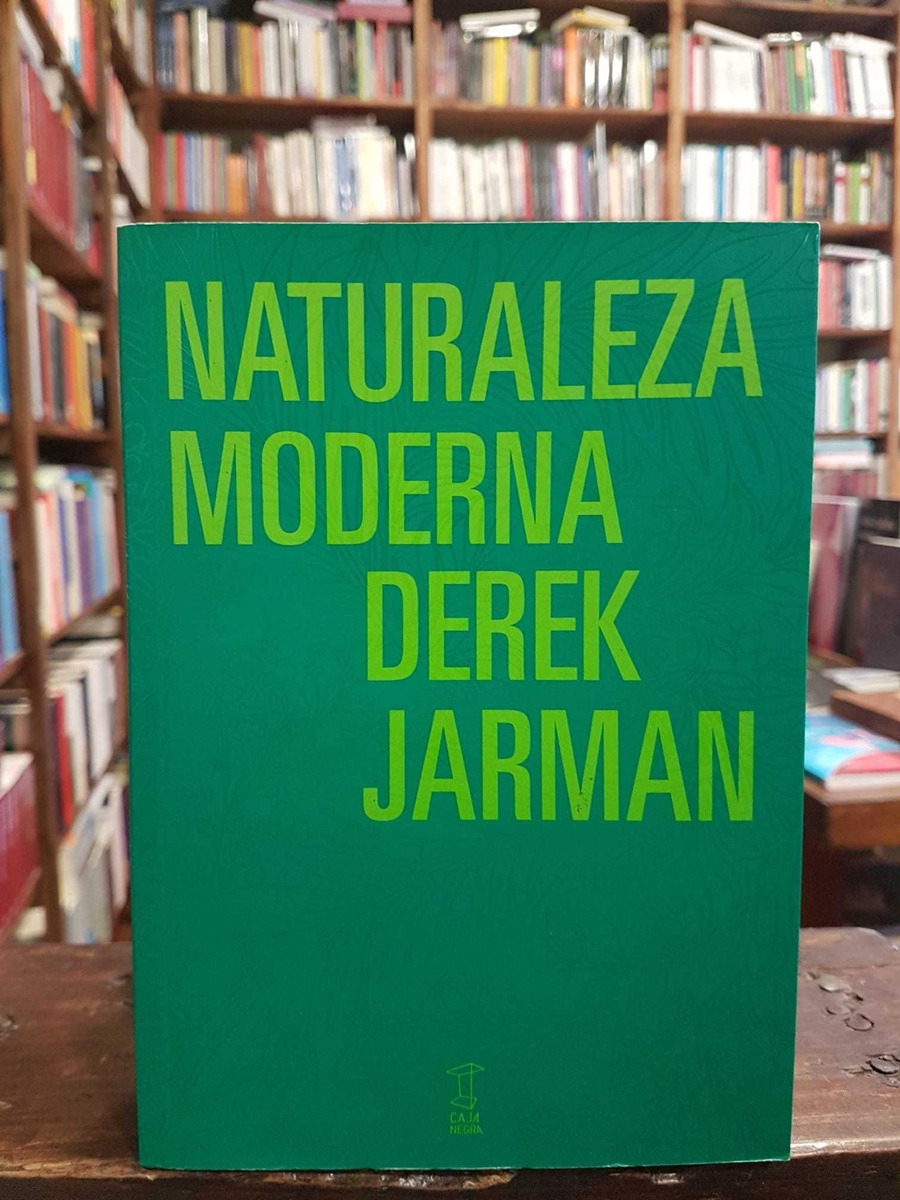 NATURALEZA
MODERNA
DEREK
JARMAN
CAJA
NEGRA